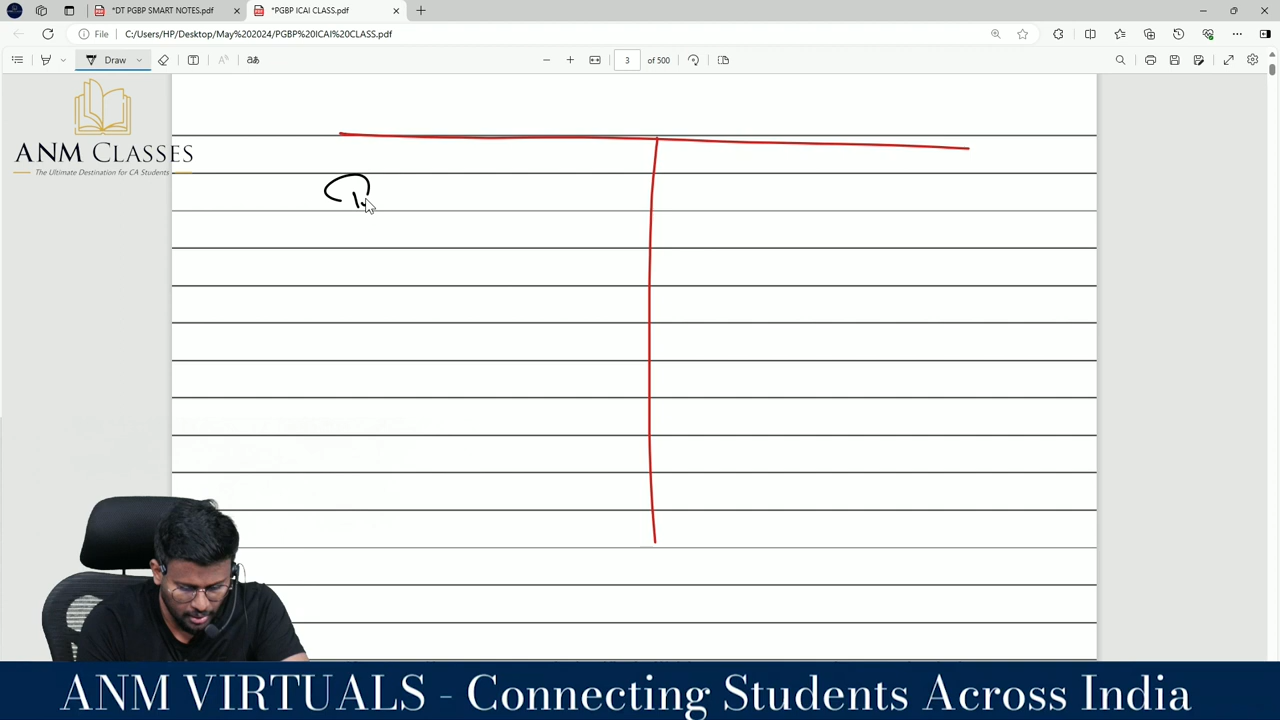 *DT PGBP SMART NOTES.pdf
*PGBP ICAI CLASS.pdf
File
C:/Users/HP/Desktop/May%202024/PGBP%20ICAI%20CLASS.pdf
Draw
3 of 500
ANM CLASSES
The Ultimate Destination for CA Students
ANM VIRTUALS - Connecting Students Across India